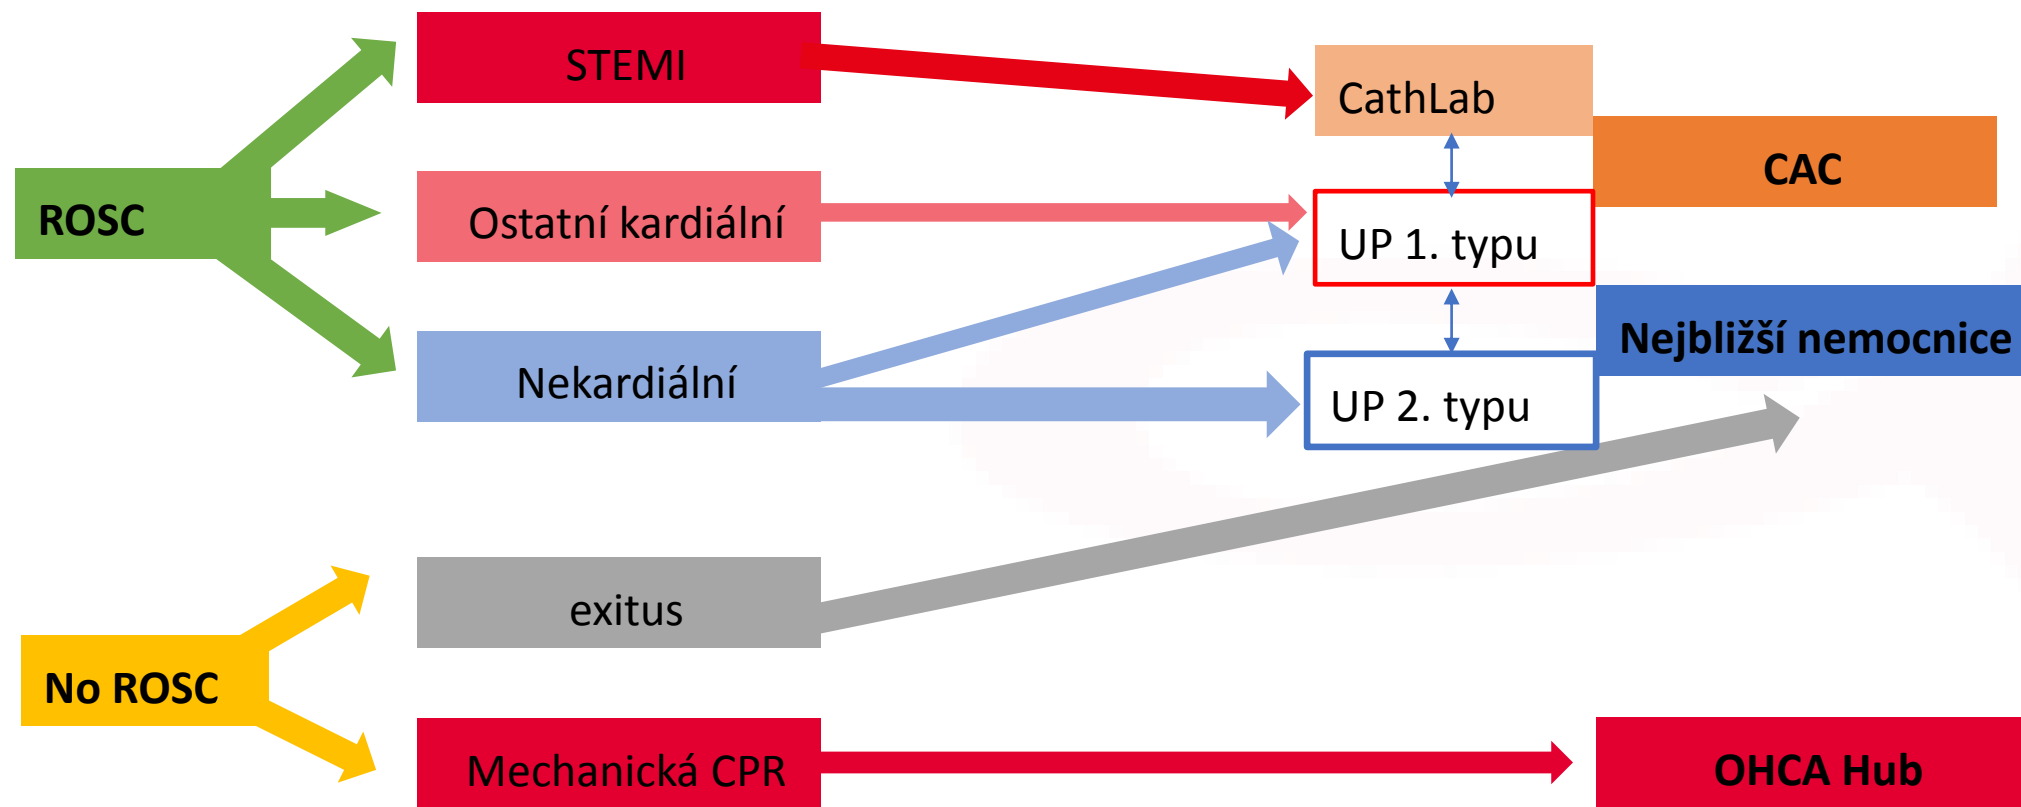 STEMI
CathLab
CAC
ROSC
Ostatní kardiální
UP 1. typu
Nejbližší nemocnice
Nekardiální
UP 2. typu
exitus
No ROSC
Mechanická CPR
OHCA Hub